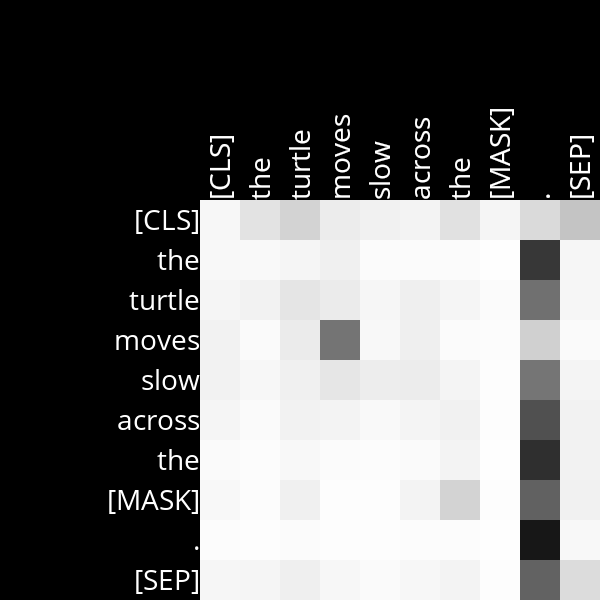 [CLS]
the
turtle
moves
slow
across
the
[MASK]
.
[SEP]
[CLS]
the
turtle
moves
slow
across
the
[MASK]
.
[SEP]